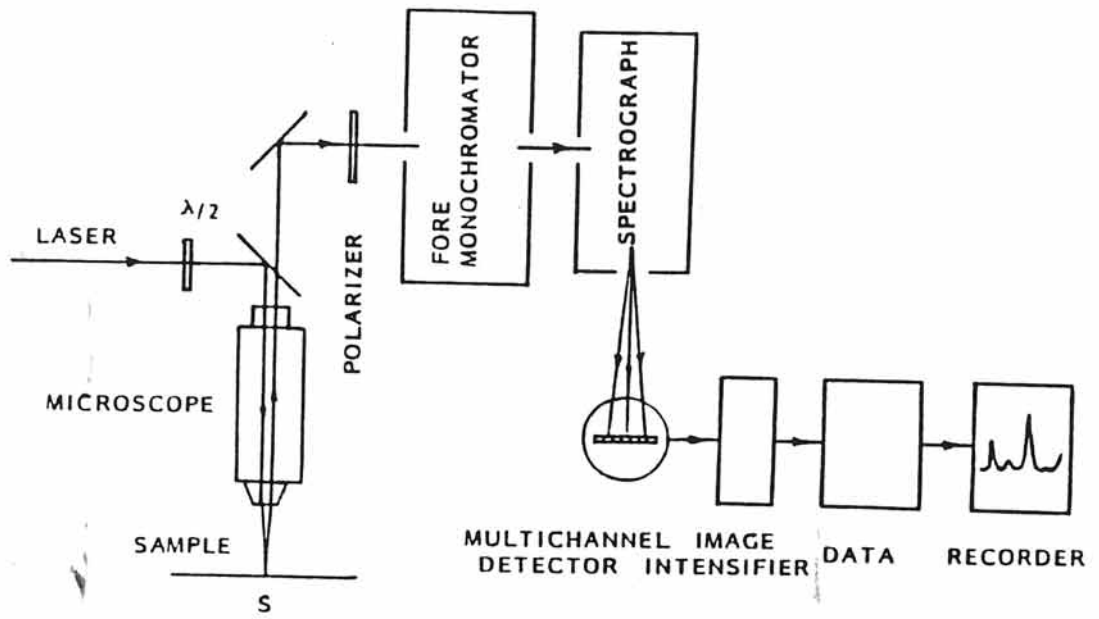 λ/2
LASER
MICROSCOPE
SAMPLE
S
POLARIZER
FORE
MONOCHROMATOR
SPECTROGRAPH
MULTICHANNEL IMAGE
DETECTOR INTENSIFIER
DATA
RECORDER